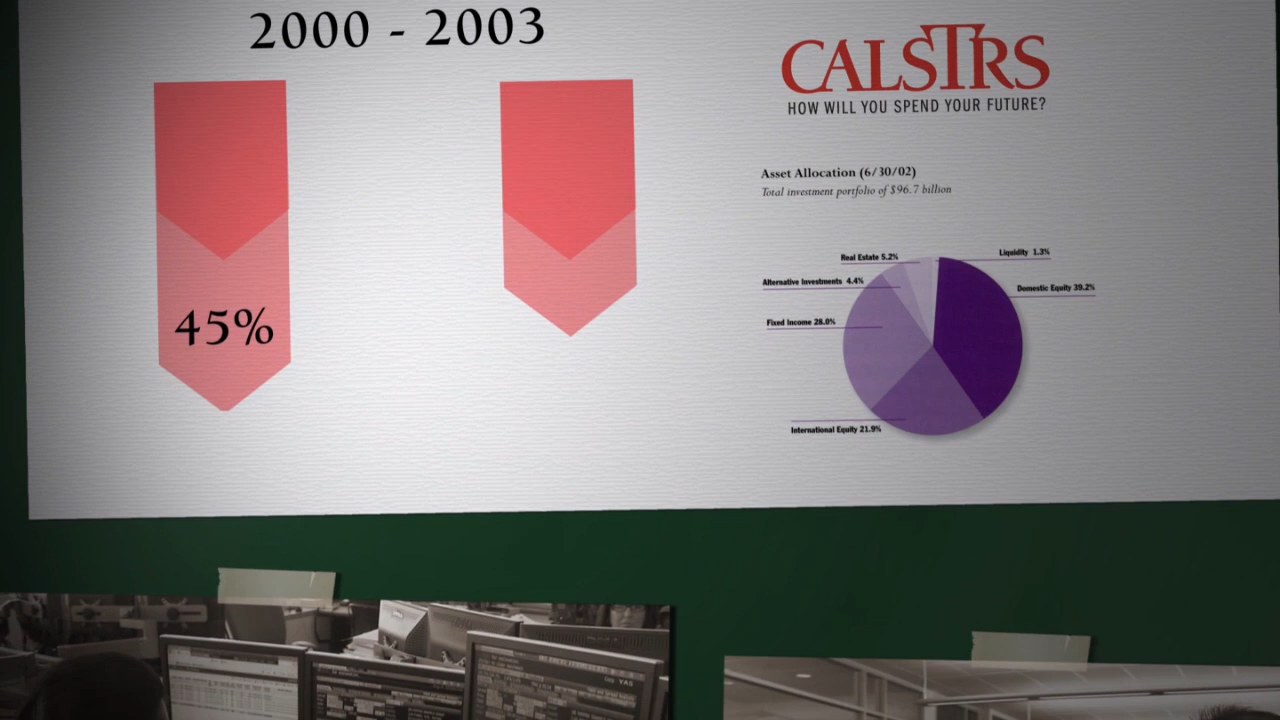 2000 - 2003
45%
CALSTRS
HOW WILL YOU SPEND YOUR FUTURE?
Asset Allocation (6/30/02)
Total investment portfolio of $96.7 billion
Liquidity 1.3%
Real Estate 5.2%
Alternative Investments 4.4%
Domestic Equity 39.2%
Fixed Income 28.0%
International Equity 21.9%
YAS